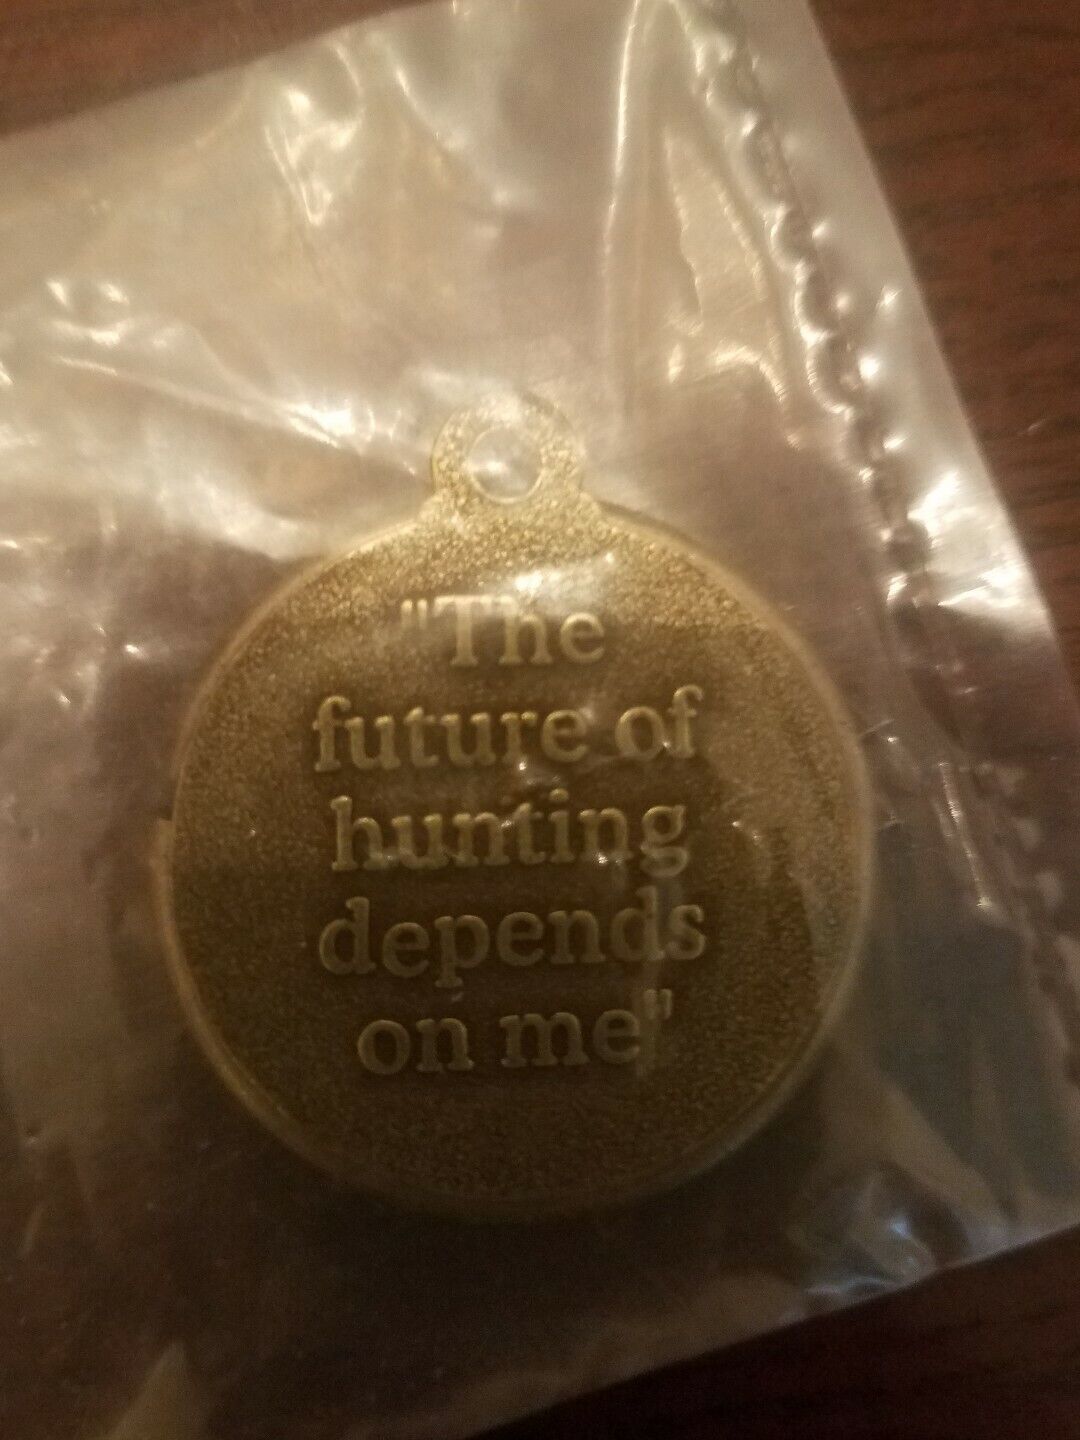 "The
future of
hunting
depends
on me"